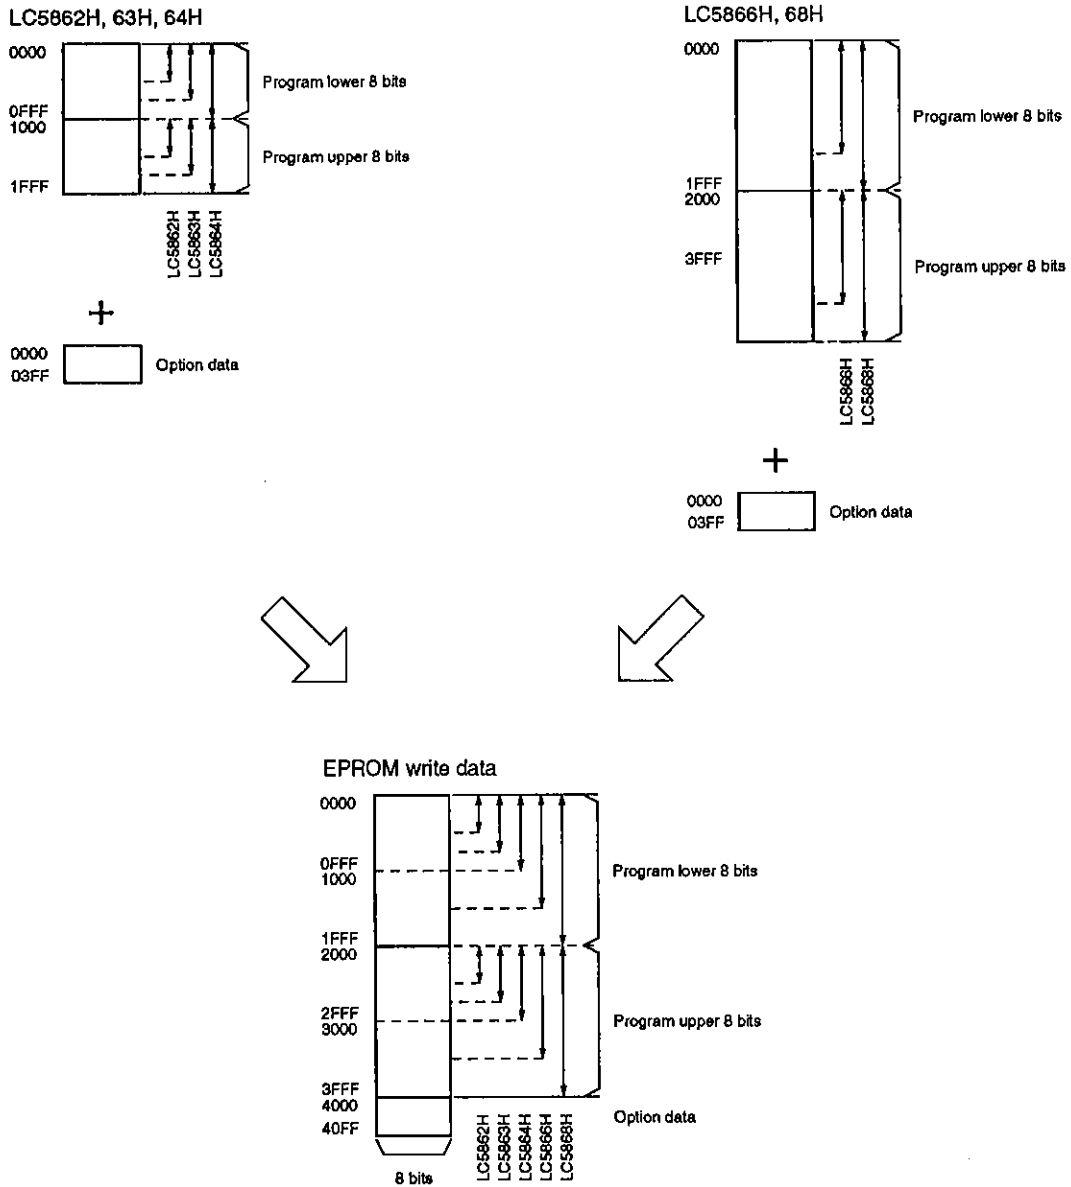 LC5862H, 63H, 64H
0000
0FFF
1000
1FFF
Program lower 8 bits
Program upper 8 bits
LC5862H
LC5863H
LC5864H
+
0000
03FF
Option data
LC5866H, 68H
0000
1FFF
2000
3FFF
Program lower 8 bits
Program upper 8 bits
LC5866H
LC5868H
+
0000
03FF
Option data
EPROM write data
0000
0FFF
1000
1FFF
2000
2FFF
3000
3FFF
4000
40FF
Program lower 8 bits
Program upper 8 bits
Option data
8 bits
LC5862H
LC5863H
LC5864H
LC5866H
LC5868H